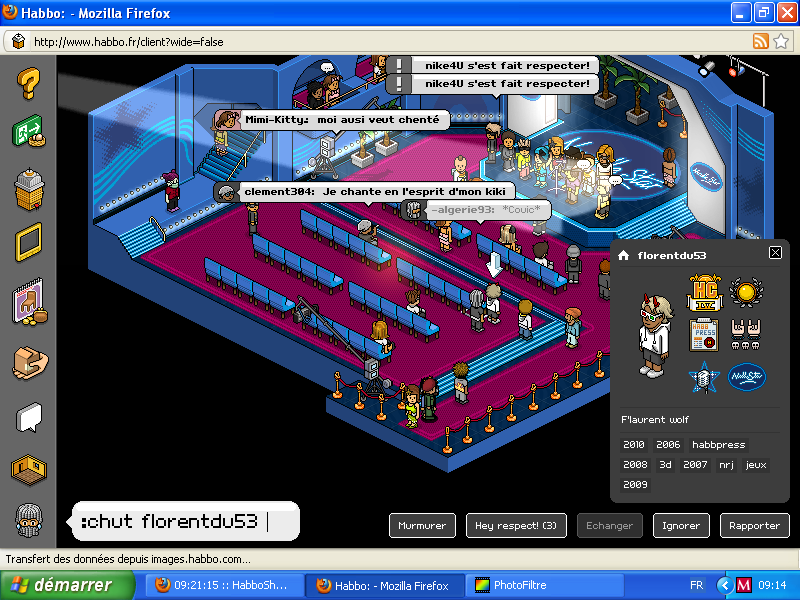 Habbo: - Mozilla Firefox
http://www.habbo.fr/client?wide=false
nike4U s'est fait respecter!
nike4U s'est fait respecter!
Mimi-Kitty: moi ausi veut chenté
clement304: Je chante en l'esprit d'mon kiki
-algerie93: *Couic*
florentdu53
HC
HABB
PRESS
F'laurent wolf
2010 2006 habbpress
2008 3d 2007 nrj jeux
2009
:chut florentdu53
Murmurer Hey respect! (3) Echanger Ignorer Rapporter
Transfert des données depuis images.habbo.com...
démarrer 09:21:15 :: HabboSh... Habbo: - Mozilla Firefox PhotoFiltre FR M 09:14